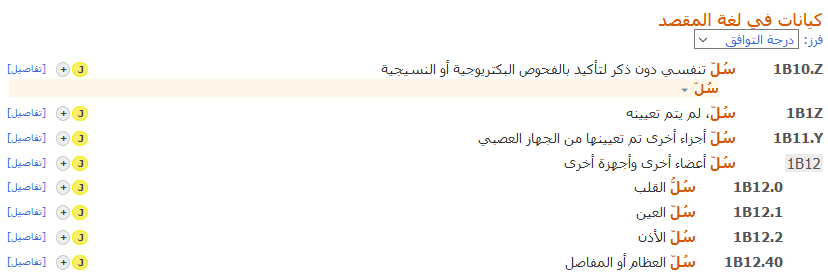 كيانات في لغة المقصد
فرز: درجة التوافق
1B10.Z سُلّ تنفسي دون ذكر لتأكيد بالفحوص البكتريوجية أو النسيجية + J [تفاصيل]
سُلّ
1B1Z سُلّ، لم يتم تعيينه + J [تفاصيل]
1B11.Y سُلّ أجزاء أخرى تم تعيينها من الجهاز العصبي + J [تفاصيل]
1B12 سُلّ أعضاء أخرى وأجهزة أخرى + J [تفاصيل]
1B12.0 سُلُّ القلب + J [تفاصيل]
1B12.1 سُلّ العين + J [تفاصيل]
1B12.2 سُلّ الأذن + J [تفاصيل]
1B12.40 سُلّ العظام أو المفاصل + J [تفاصيل]